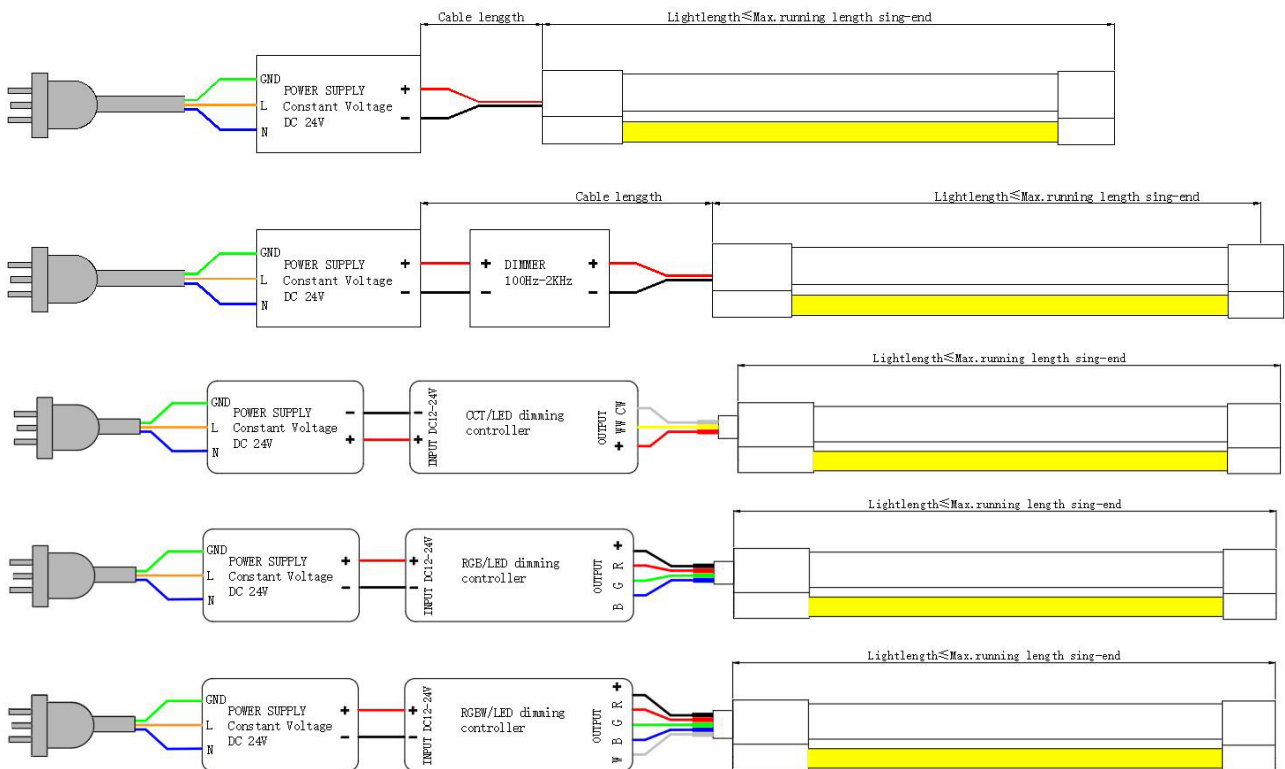 Cable lenggth
Lightlength≤Max.running length sing-end
GND
POWER SUPPLY
+
L
Constant Voltage
DC 24V
−
N
Cable lenggth
Lightlength≤Max.running length sing-end
GND
POWER SUPPLY
+
+
DIMMER
+
L
Constant Voltage
100Hz-2KHz
DC 24V
−
−
−
N
Lightlength≤Max.running length sing-end
GND
POWER SUPPLY
−
−
L
Constant Voltage
DC 24V
+
+
N
INPUT DC12-24V
CCT/LED dimming
controller
OUTPUT
+ WW CW
Lightlength≤Max.running length sing-end
GND
POWER SUPPLY
+
+
L
Constant Voltage
DC 24V
−
−
N
INPUT DC12-24V
RGB/LED dimming
controller
OUTPUT
B G R +
Lightlength≤Max.running length sing-end
GND
POWER SUPPLY
+
+
L
Constant Voltage
DC 24V
−
−
N
INPUT DC12-24V
RGBW/LED dimming
controller
OUTPUT
W B G R +